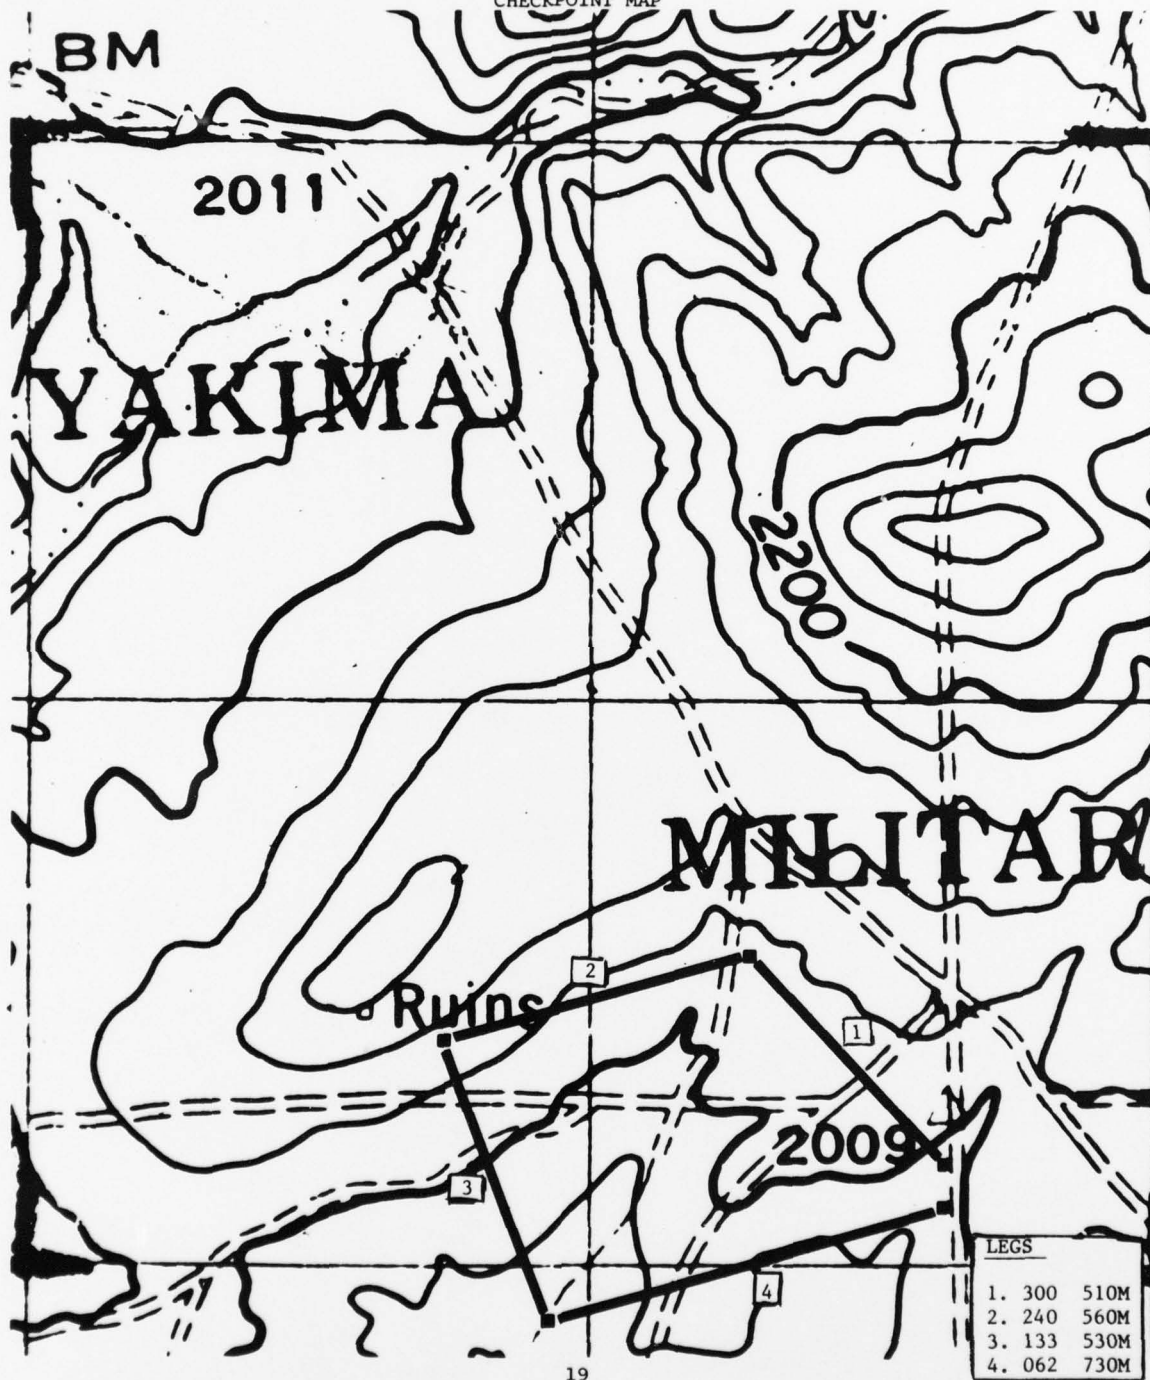 CHECKPOINT MAP
BM
2011
YAKIMA
2200
MILITAR
2
Ruins
1
2009
3
4
LEGS
1. 300 510M
2. 240 560M
3. 133 530M
4. 062 730M
19